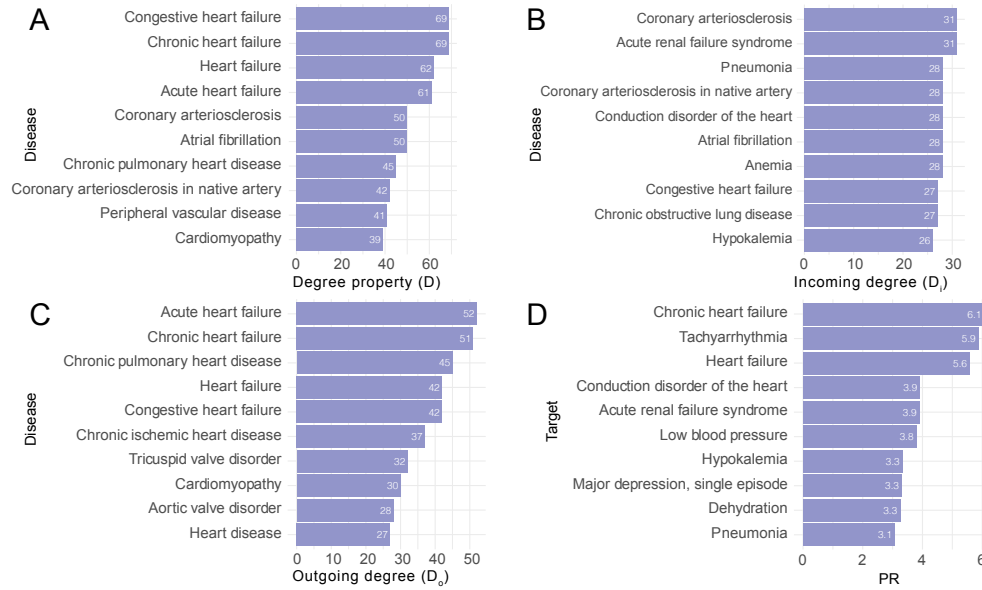 A
Disease
Congestive heart failure 69
Chronic heart failure 69
Heart failure 62
Acute heart failure 61
Coronary arteriosclerosis 50
Atrial fibrillation 50
Chronic pulmonary heart disease 45
Coronary arteriosclerosis in native artery 42
Peripheral vascular disease 41
Cardiomyopathy 39
0 20 40 60
Degree property (D)
B
Disease
Coronary arteriosclerosis 31
Acute renal failure syndrome 31
Pneumonia 28
Coronary arteriosclerosis in native artery 28
Conduction disorder of the heart 28
Atrial fibrillation 28
Anemia 28
Congestive heart failure 27
Chronic obstructive lung disease 27
Hypokalemia 26
0 10 20 30
Incoming degree (Di)
C
Disease
Acute heart failure 52
Chronic heart failure 51
Chronic pulmonary heart disease 45
Heart failure 42
Congestive heart failure 42
Chronic ischemic heart disease 37
Tricuspid valve disorder 32
Cardiomyopathy 30
Aortic valve disorder 28
Heart disease 27
0 10 20 30 40 50
Outgoing degree (Do)
D
Target
Chronic heart failure 6.1
Tachyarrhythmia 5.9
Heart failure 5.6
Conduction disorder of the heart 3.9
Acute renal failure syndrome 3.9
Low blood pressure 3.8
Hypokalemia 3.3
Major depression, single episode 3.3
Dehydration 3.3
Pneumonia 3.1
0 2 4 6
PR